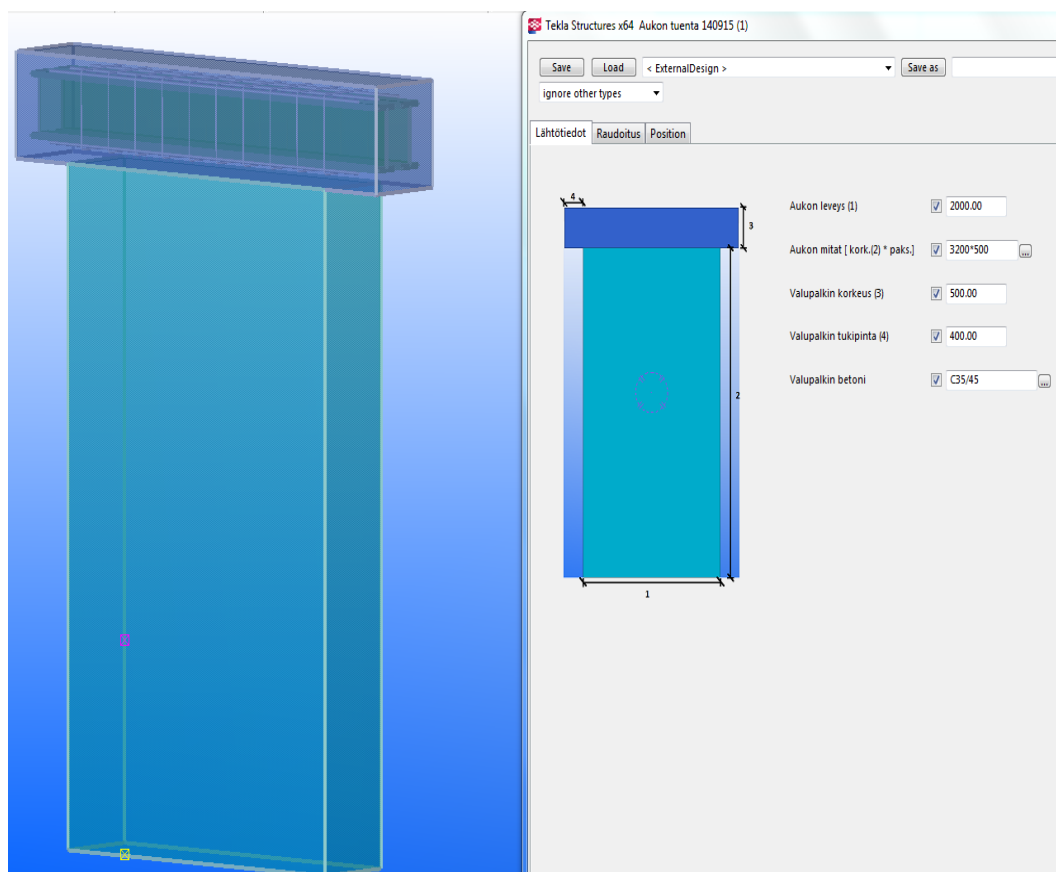 Tekla Structures x64 Aukon tuenta 140915 (1)
Save Load < ExternalDesign > Save as
ignore other types
Lähtötiedot Raudoitus Position
4
3
2
1
Aukon leveys (1) 2000.00
Aukon mitat [ kork.(2) * paks.] 3200*500 ...
Valupalkin korkeus (3) 500.00
Valupalkin tukipinta (4) 400.00
Valupalkin betoni C35/45 ...